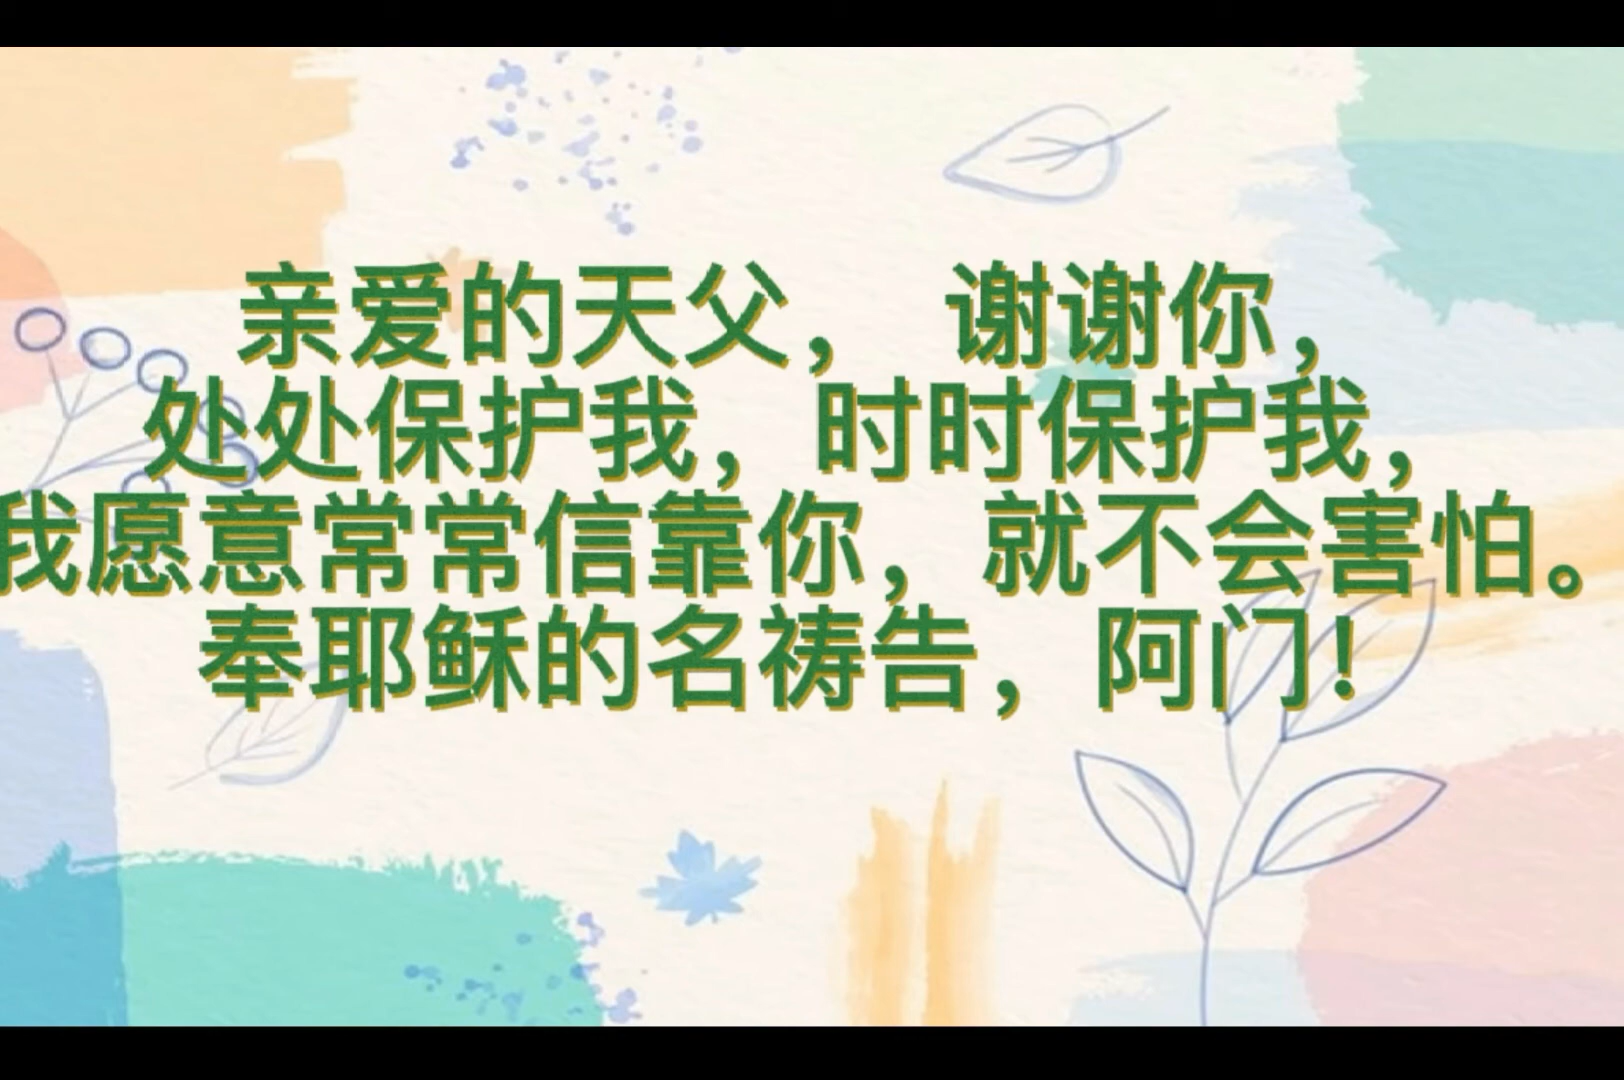 亲爱的天父， 谢谢你，
处处保护我，时时保护我，
我愿意常常信靠你，就不会害怕。
奉耶稣的名祷告，阿门！